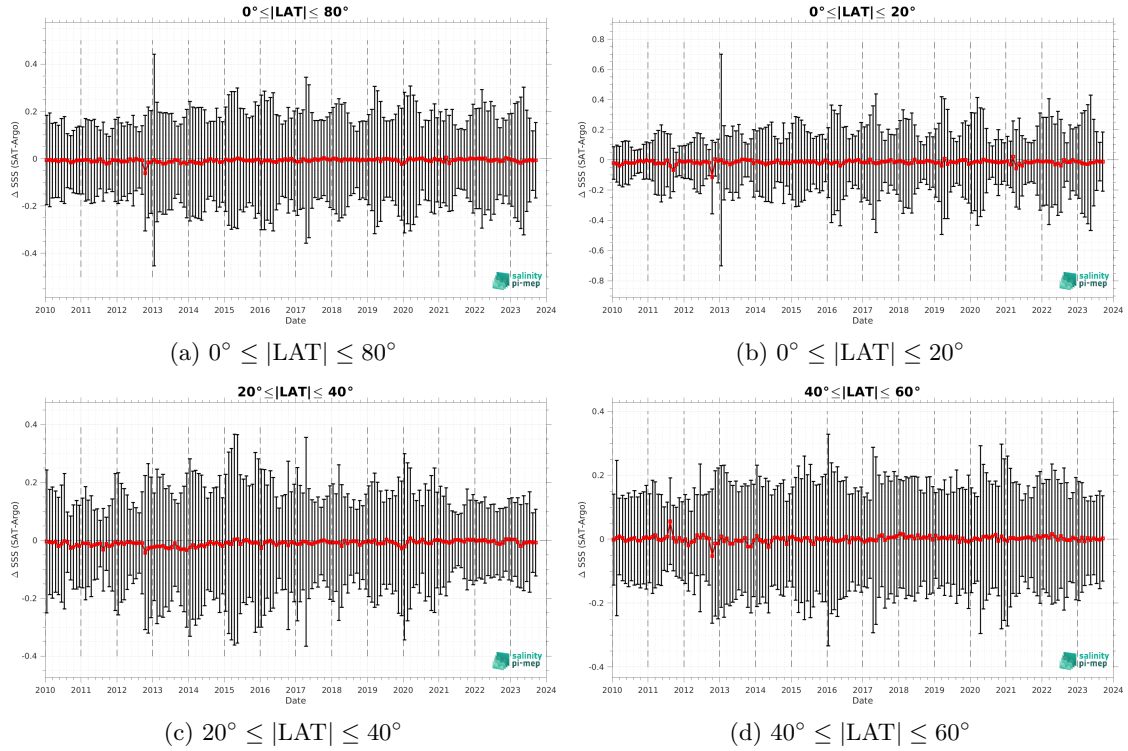 0°≤|LAT|≤ 80°
Δ SSS (SAT-Argo)
0.4
0.2
0
-0.2
-0.4
2010 2011 2012 2013 2014 2015 2016 2017 2018 2019 2020 2021 2022 2023 2024
Date
salinity
pi-mep
(a) 0° ≤ |LAT| ≤ 80°
0°≤|LAT|≤ 20°
Δ SSS (SAT-Argo)
0.8
0.6
0.4
0.2
0
-0.2
-0.4
-0.6
-0.8
2010 2011 2012 2013 2014 2015 2016 2017 2018 2019 2020 2021 2022 2023 2024
Date
salinity
pi-mep
(b) 0° ≤ |LAT| ≤ 20°
20°≤|LAT|≤ 40°
Δ SSS (SAT-Argo)
0.4
0.2
0
-0.2
-0.4
2010 2011 2012 2013 2014 2015 2016 2017 2018 2019 2020 2021 2022 2023 2024
Date
salinity
pi-mep
(c) 20° ≤ |LAT| ≤ 40°
40°≤|LAT|≤ 60°
Δ SSS (SAT-Argo)
0.4
0.2
0
-0.2
-0.4
2010 2011 2012 2013 2014 2015 2016 2017 2018 2019 2020 2021 2022 2023 2024
Date
salinity
pi-mep
(d) 40° ≤ |LAT| ≤ 60°